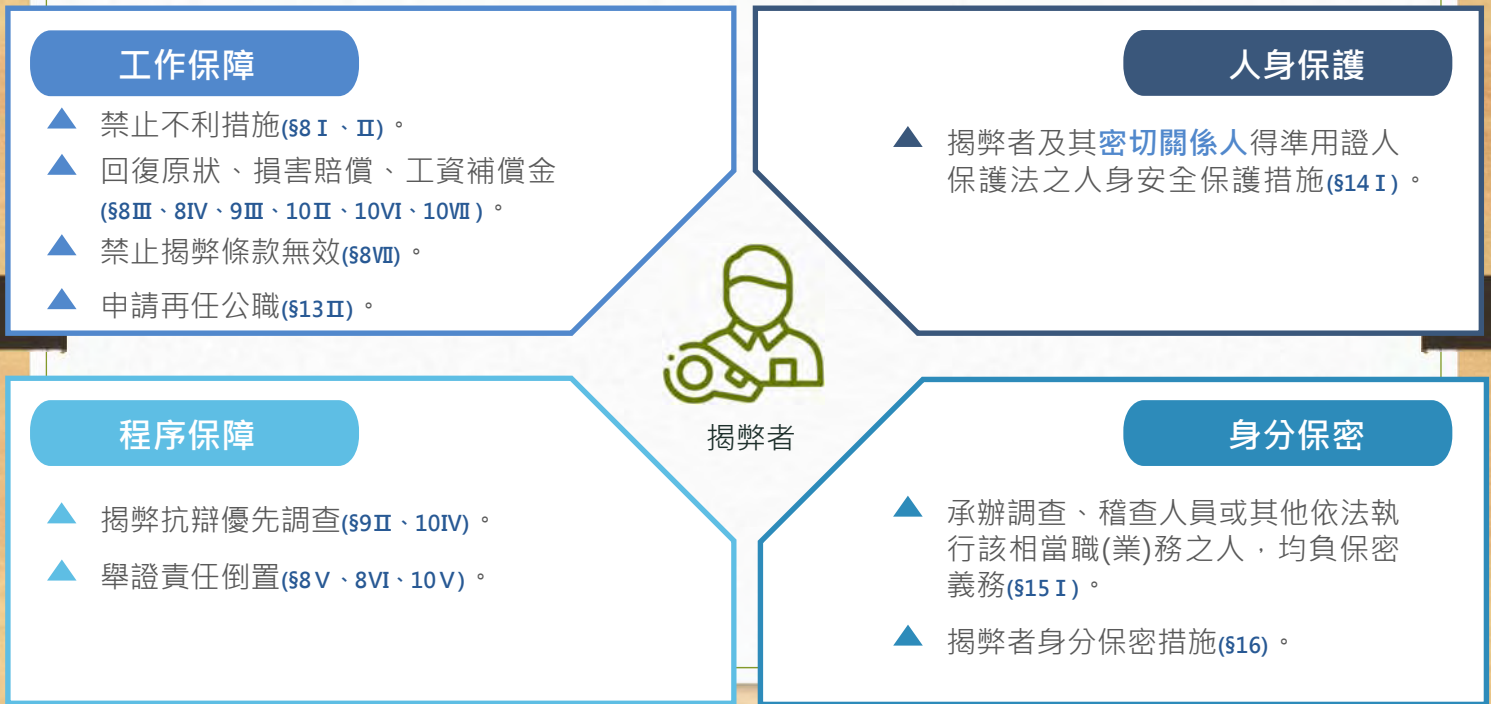 工作保障
▲ 禁止不利措施(§8Ⅰ、Ⅱ)。
▲ 回復原狀、損害賠償、工資補償金
(§8Ⅲ、8Ⅳ、9Ⅲ、10Ⅱ、10Ⅵ、10Ⅶ)。
▲ 禁止揭弊條款無效(§8Ⅶ)。
▲ 申請再任公職(§13Ⅱ)。
人身保護
▲ 揭弊者及其密切關係人得準用證人
保護法之人身安全保護措施(§14Ⅰ)。
揭弊者
程序保障
▲ 揭弊抗辯優先調查(§9Ⅱ、10Ⅳ)。
▲ 舉證責任倒置(§8Ⅴ、8Ⅵ、10Ⅴ)。
身分保密
▲ 承辦調查、稽查人員或其他依法執
行該相當職(業)務之人，均負保密
義務(§15Ⅰ)。
▲ 揭弊者身分保密措施(§16)。